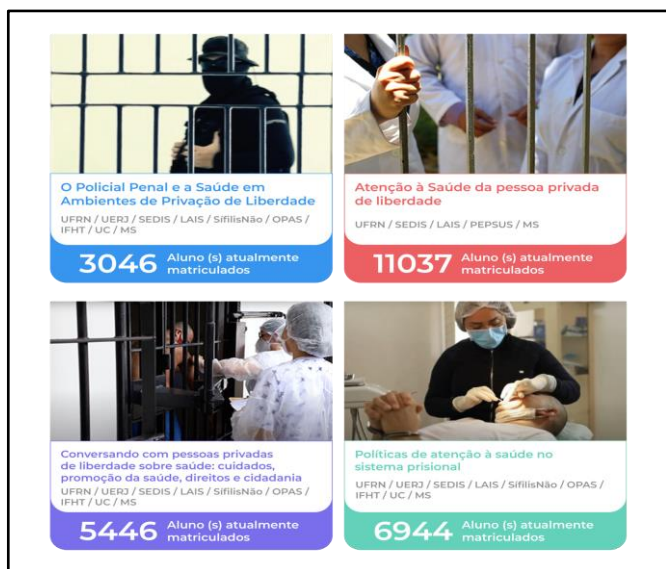 O Policial Penal e a Saúde em
Ambientes de Privação de Liberdade
UFRN / UERJ / SEDIS / LAIS / SífilisNão / OPAS /
IFHT / UC / MS
3046 Aluno (s) atualmente
matriculados
Atenção à Saúde da pessoa privada
de liberdade
UFRN / SEDIS / LAIS / PEPSUS / MS
11037 Aluno (s) atualmente
matriculados
Conversando com pessoas privadas
de liberdade sobre saúde: cuidados,
promoção da saúde, direitos e cidadania
UFRN / UERJ / SEDIS / LAIS / SífilisNão / OPAS /
IFHT / UC / MS
5446 Aluno (s) atualmente
matriculados
Políticas de atenção à saúde no
sistema prisional
UFRN / UERJ / SEDIS / LAIS / SífilisNão / OPAS /
IFHT / UC / MS
6944 Aluno (s) atualmente
matriculados